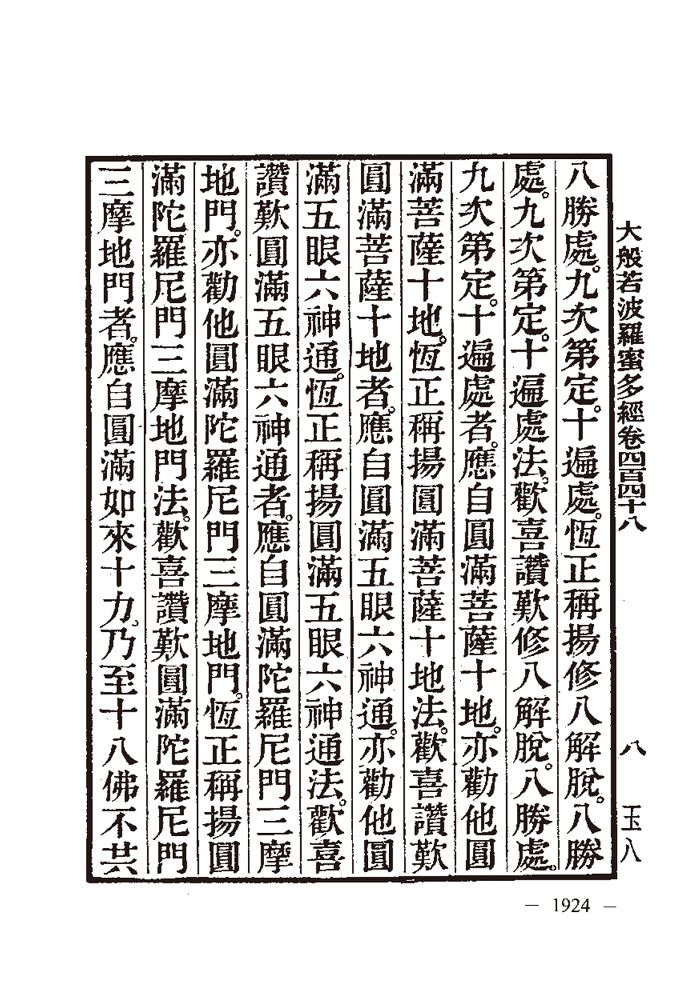 大般若波羅蜜多經卷四百四十八
八
玉八
八勝處。九次第定。十遍處。恆正稱揚修八解脫。八勝
處。九次第定。十遍處法。歡喜讚歎修八解脫。八勝處。
九次第定。十遍處者。應自圓滿菩薩十地。亦勸他圓
滿菩薩十地。恆正稱揚圓滿菩薩十地法。歡喜讚歎
圓滿菩薩十地者。應自圓滿五眼六神通。亦勸他圓
滿五眼六神通。恆正稱揚圓滿五眼六神通法。歡喜
讚歎圓滿五眼六神通者。應自圓滿陀羅尼門三摩
地門。亦勸他圓滿陀羅尼門三摩地門。恆正稱揚圓
滿陀羅尼門三摩地門法。歡喜讚歎圓滿陀羅尼門
三摩地門者。應自圓滿如來十力。乃至十八佛不共
— 1924 —